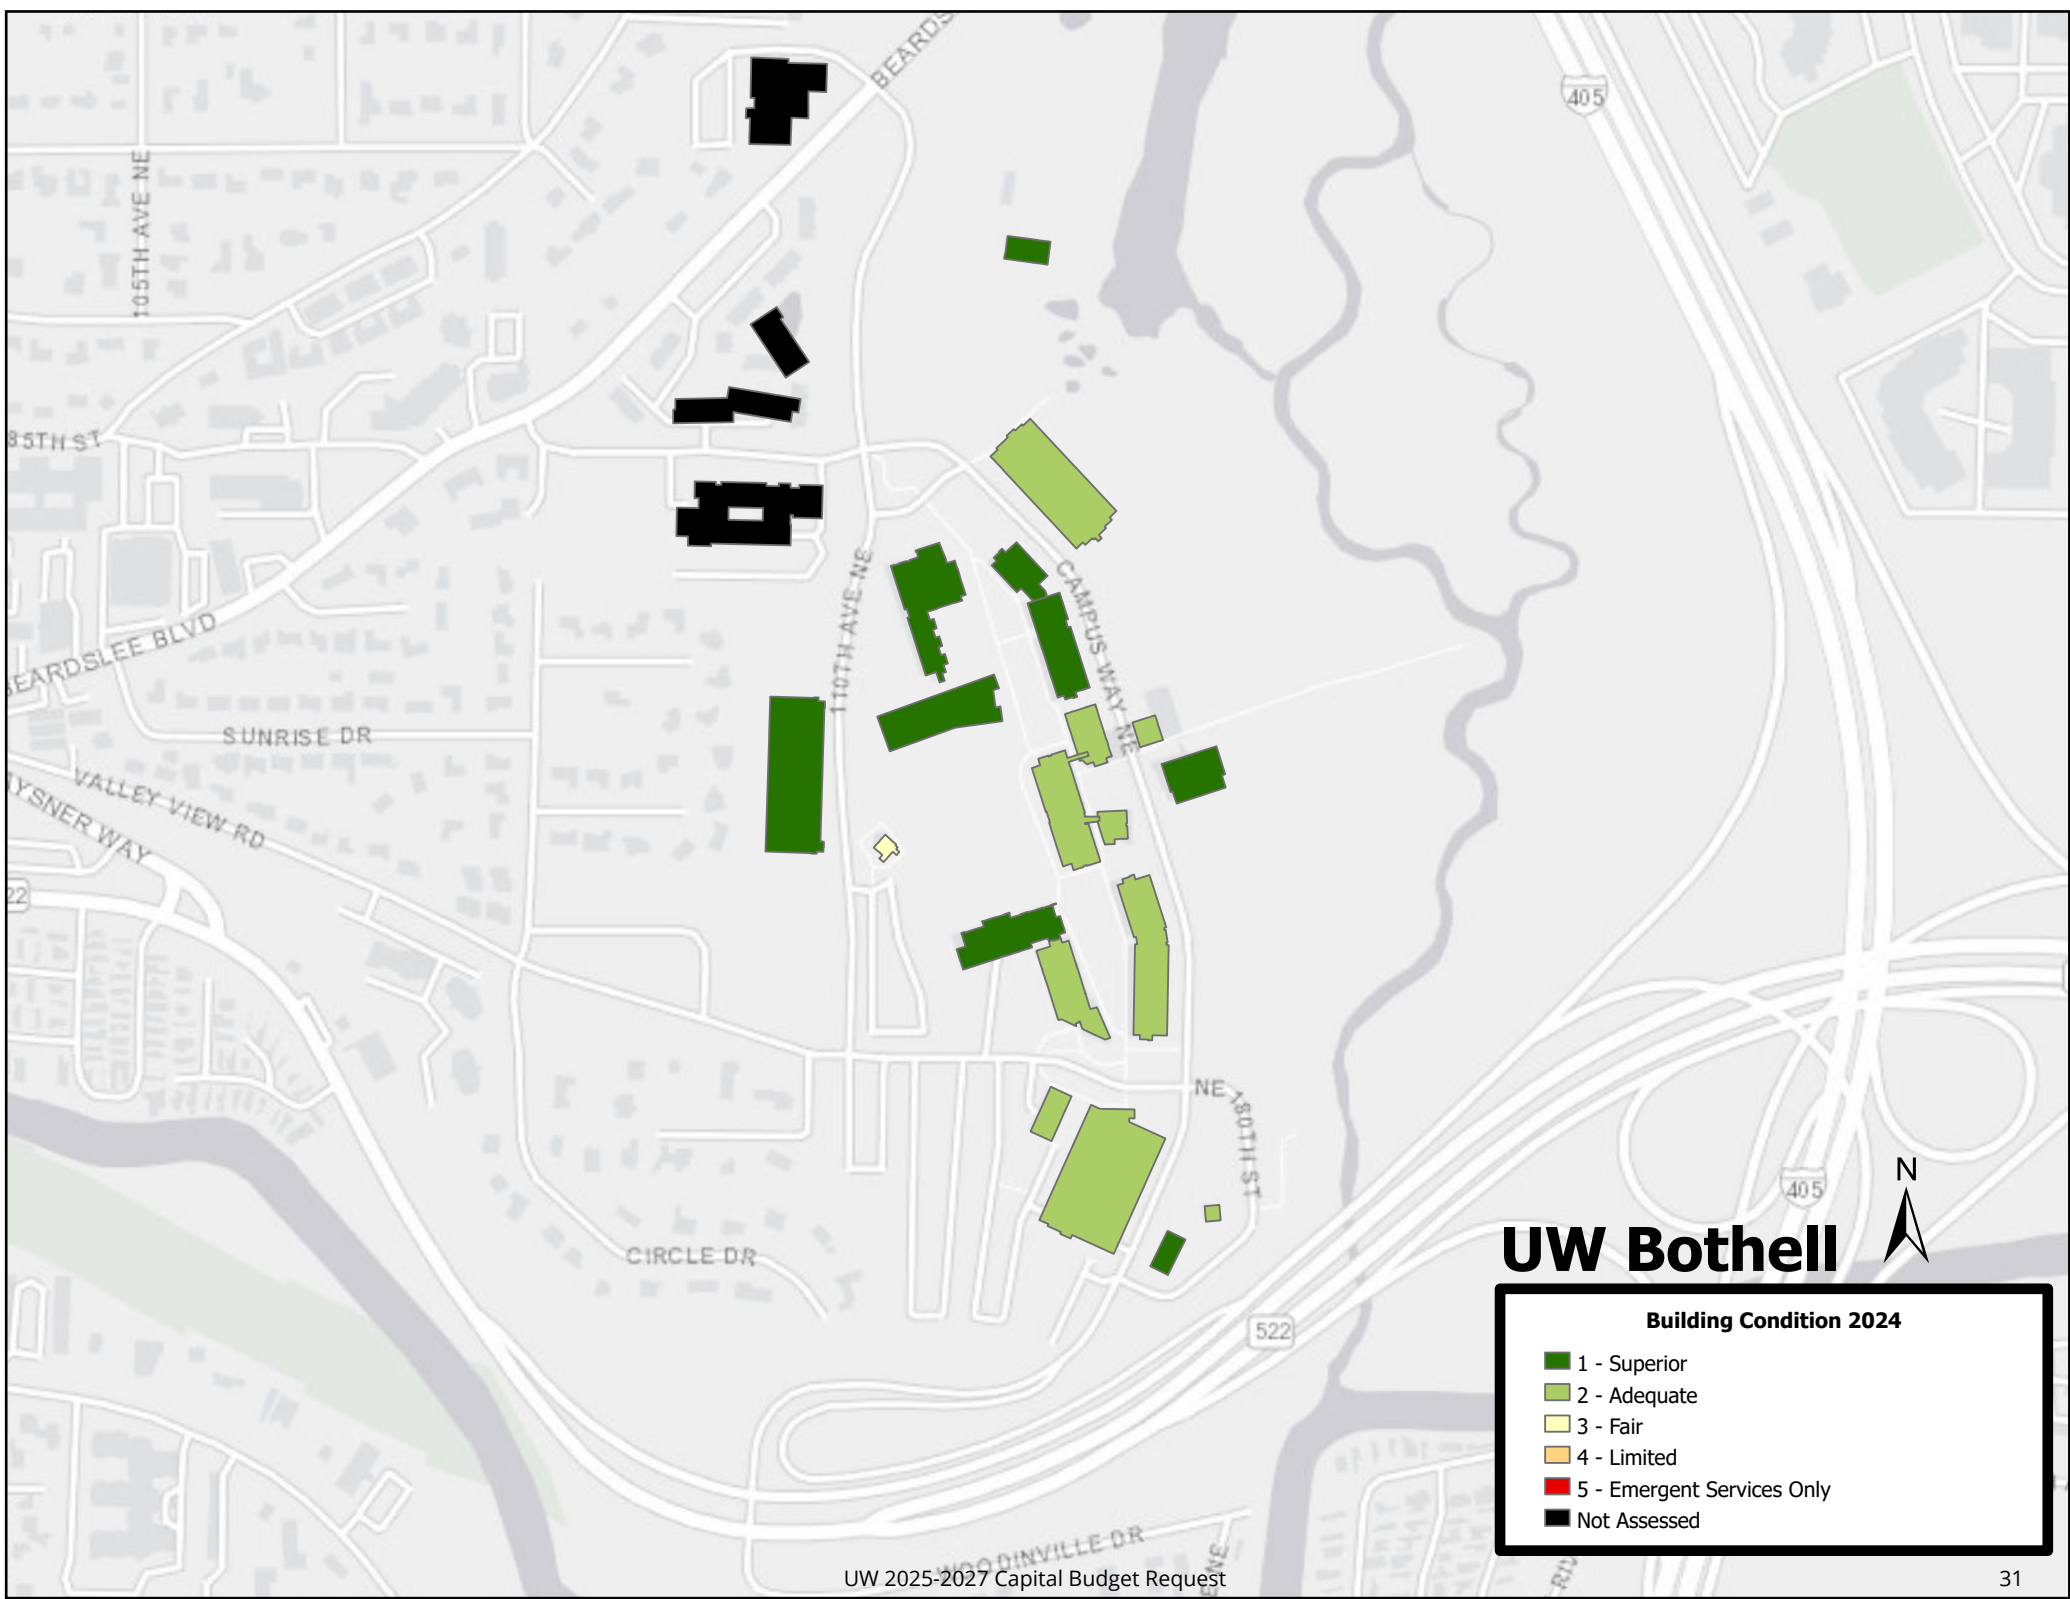 BEARDS
405
105TH AVE NE
85TH ST
CAMPUS WAY NE
110TH AVE NE
BEARDSLEE BLVD
SUNRISE DR
VALLEY VIEW RD
AYSNER WAY
22
NE 180TH ST
405
N
CIRCLE DR
UW Bothell
522
Building Condition 2024
1 - Superior
2 - Adequate
3 - Fair
4 - Limited
5 - Emergent Services Only
Not Assessed
WOODINVILLE DR
E NE
RIV
UW 2025-2027 Capital Budget Request
31